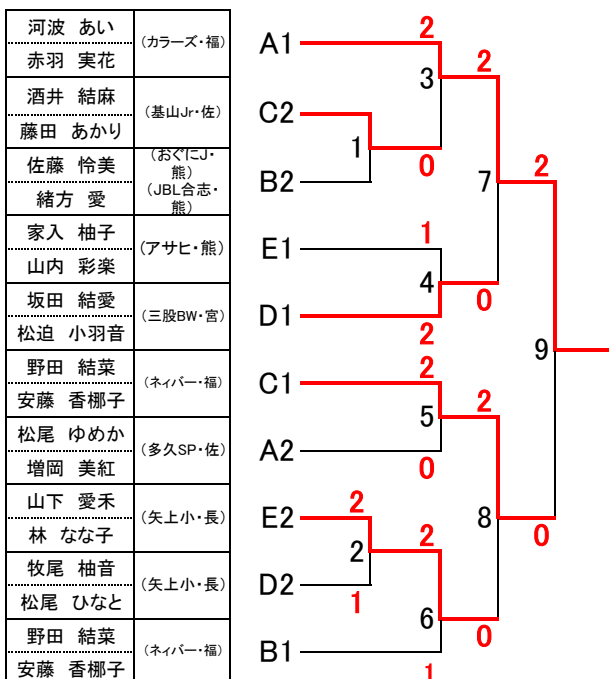 河波 あい
赤羽 実花
(カラーズ・福)
A1
酒井 結麻
藤田 あかり
(基山Jr・佐)
C2
佐藤 怜美
緒方 愛
(おぐにJ・
熊)
(JBL合志・
熊)
B2
家入 柚子
山内 彩楽
(アサヒ・熊)
E1
坂田 結愛
松迫 小羽音
(三股BW・宮)
D1
野田 結菜
安藤 香梛子
(ネィバー・福)
C1
松尾 ゆめか
増岡 美紅
(多久SP・佐)
A2
山下 愛禾
林 なな子
(矢上小・長)
E2
牧尾 柚音
松尾 ひなと
(矢上小・長)
D2
野田 結菜
安藤 香梛子
(ネィバー・福)
B1
2
3
2
1
0
7
2
1
4
0
2
9
2
5
2
0
2
2
8
0
2
1
6
0
1